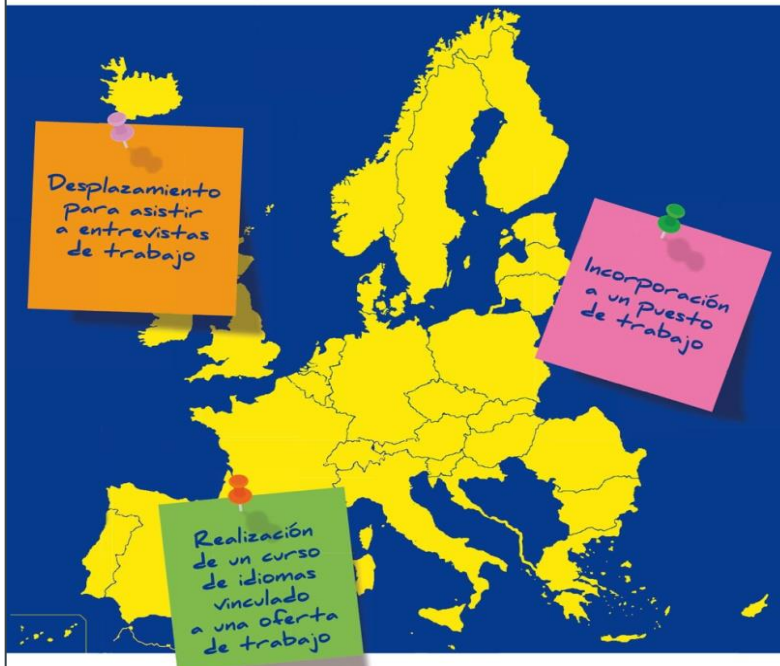 Desplazamiento
para asistir
a entrevistas
de trabajo
Incorporación
a un Puesto
de trabajo
Realización
de un curso
de idiomas
vinculado
a una oferta
de trabajo